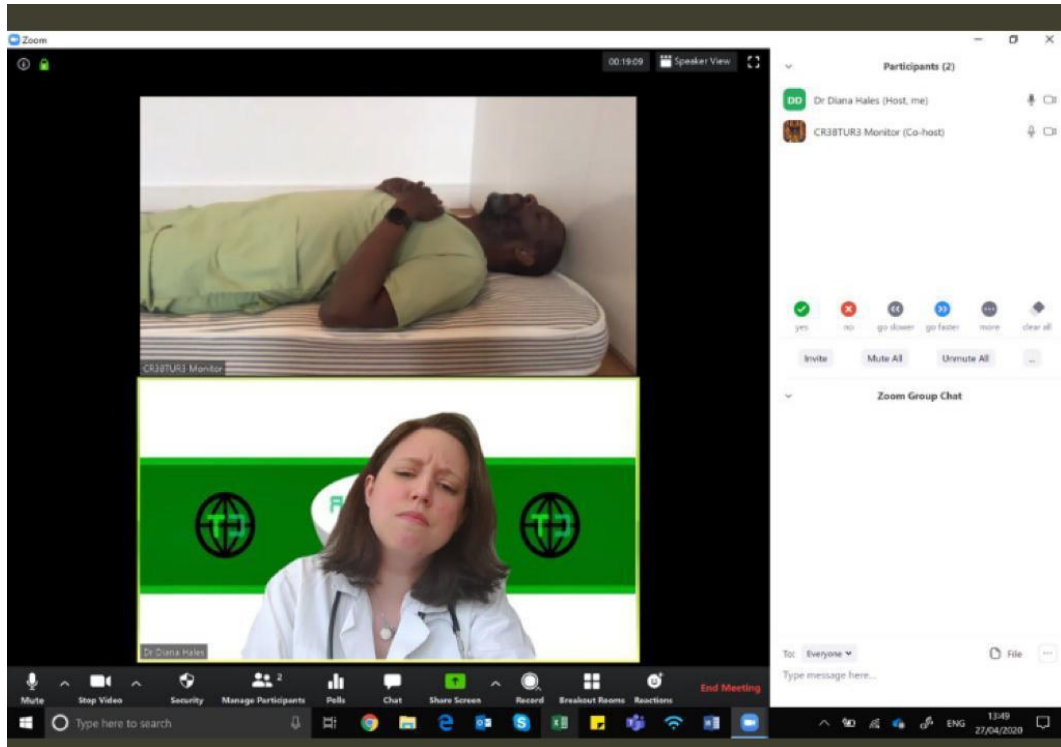 Zoom
00:19:09 Speaker View
CR38TUR3 Monitor
Dr Diana Hales
Mute
Stop Video
Security
Manage Participants
2
Polls
Chat
Share Screen
Record
Breakout Rooms
Reactions
End Meeting
Participants (2)
DD Dr Diana Hales (Host, me)
CR38TUR3 Monitor (Co-host)
yes
no
go slower
go faster
more
clear all
Invite
Mute All
Unmute All
...
Zoom Group Chat
To: Everyone
File
Type message here...
Type here to search
ENG
13:49
27/04/2020